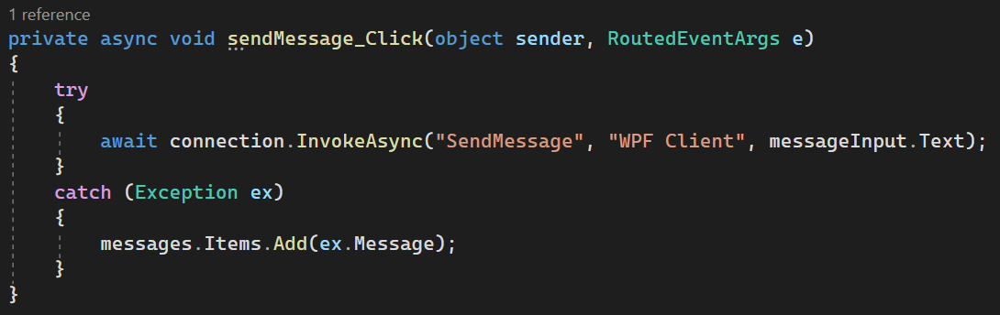 1 reference
private async void sendMessage_Click(object sender, RoutedEventArgs e)
{
    try
    {
        await connection.InvokeAsync("SendMessage", "WPF Client", messageInput.Text);
    }
    catch (Exception ex)
    {
        messages.Items.Add(ex.Message);
    }
}